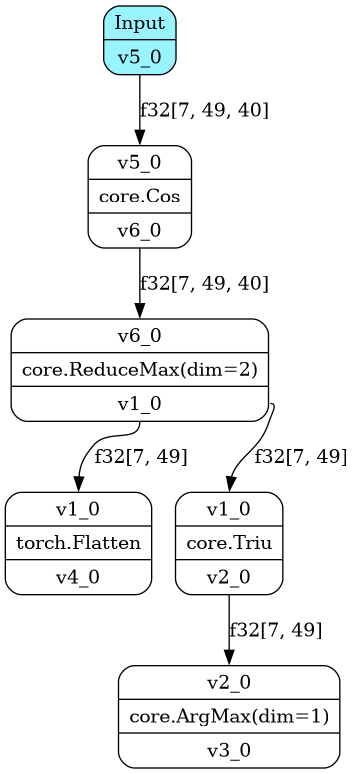 Input
v5_0
f32[7, 49, 40]
v5_0
core.Cos
v6_0
f32[7, 49, 40]
v6_0
core.ReduceMax(dim=2)
v1_0
f32[7, 49]
f32[7, 49]
v1_0
torch.Flatten
v4_0
v1_0
core.Triu
v2_0
f32[7, 49]
v2_0
core.ArgMax(dim=1)
v3_0